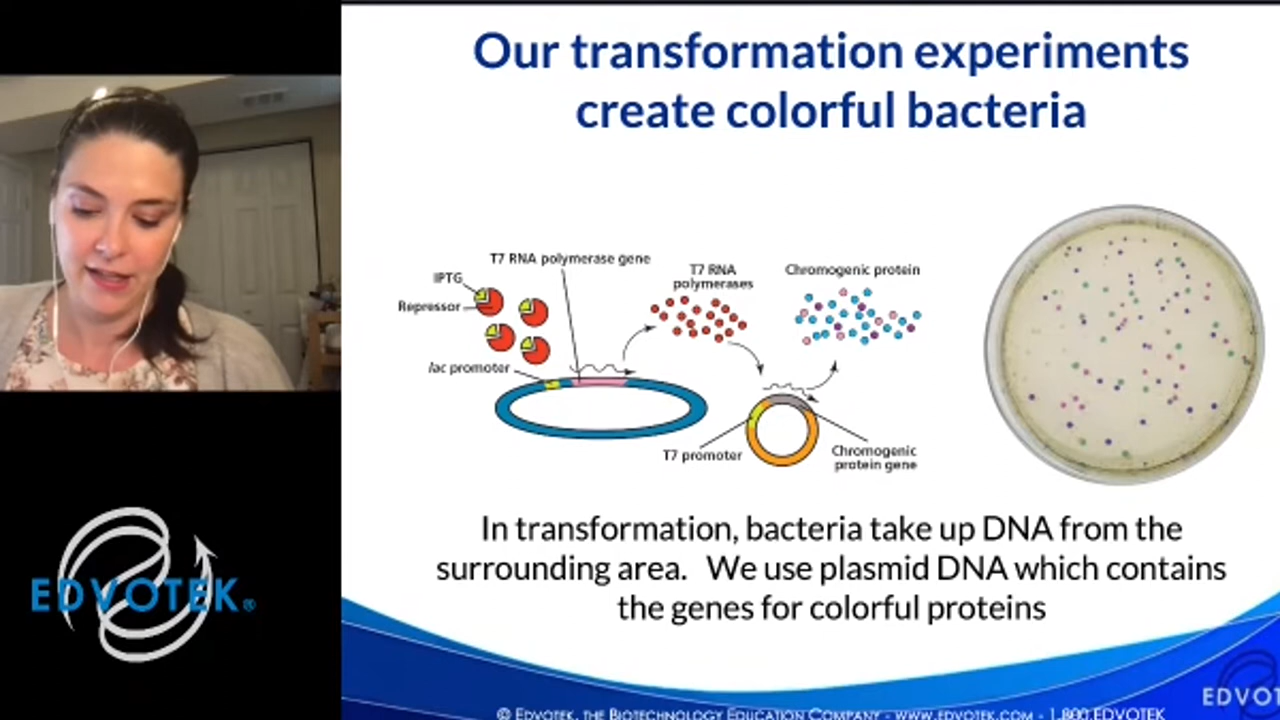 Our transformation experiments
create colorful bacteria
T7 RNA polymerase gene
IPTG
Repressor
lac promoter
T7 RNA
polymerases
Chromogenic protein
T7 promoter
Chromogenic
protein gene
In transformation, bacteria take up DNA from the
surrounding area. We use plasmid DNA which contains
the genes for colorful proteins
EDVOTEK®
EDVOT
© EDVOTEK, THE BIOTECHNOLOGY EDUCATION COMPANY - WWW.EDVOTEK.COM - 1.800.EDVOTEK